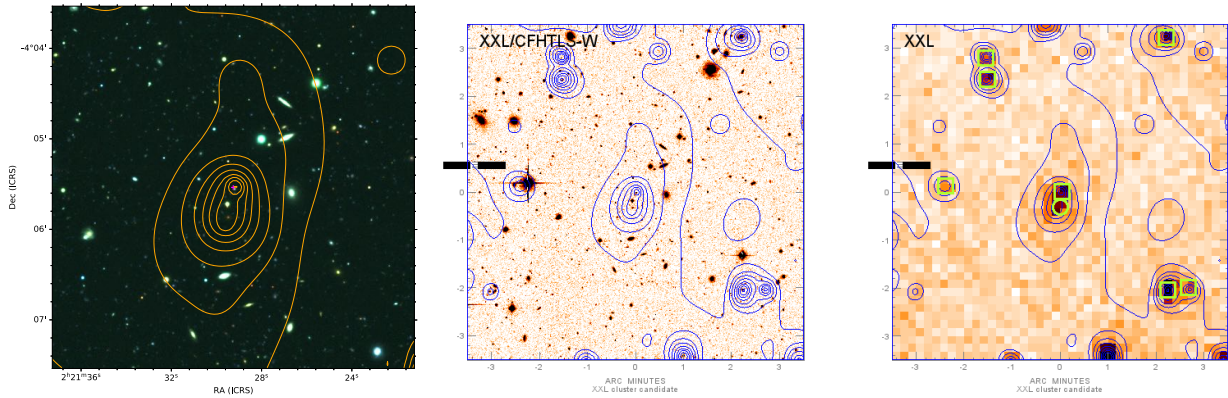 -4°04'
05'
06'
07'
Dec (ICRS)
2ʰ21ᵐ36ˢ
32ˢ
28ˢ
24ˢ
RA (ICRS)
XXL/CFHTLS-W
3
2
1
0
-1
-2
-3
-3
-2
-1
0
1
2
3
ARC MINUTES
XXL cluster candidate
XXL
3
2
1
0
-1
-2
-3
-3
-2
-1
0
1
2
3
ARC MINUTES
XXL cluster candidate